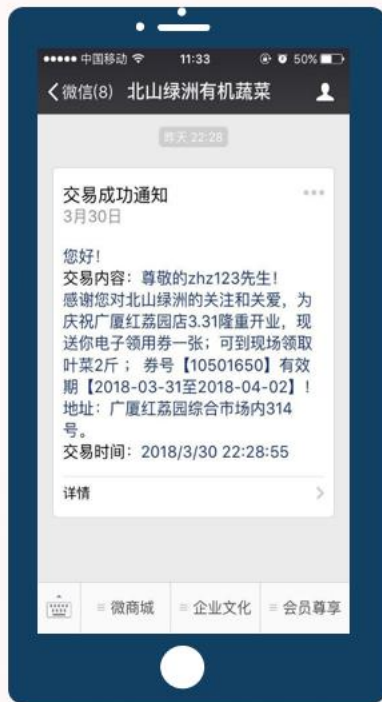 中国移动 11:33 50%
微信(8) 北山绿洲有机蔬菜
昨天 22:28
交易成功通知
3月30日
您好!
交易内容：尊敬的zhz123先生!
感谢您对北山绿洲的关注和关爱，为
庆祝广厦红荔园店3.31隆重开业，现
送你电子领用券一张；可到现场领取
叶菜2斤； 券号【10501650】有效
期【2018-03-31至2018-04-02】!
地址：广厦红荔园综合市场内314
号。
交易时间：2018/3/30 22:28:55
详情
微商城 企业文化 会员尊享